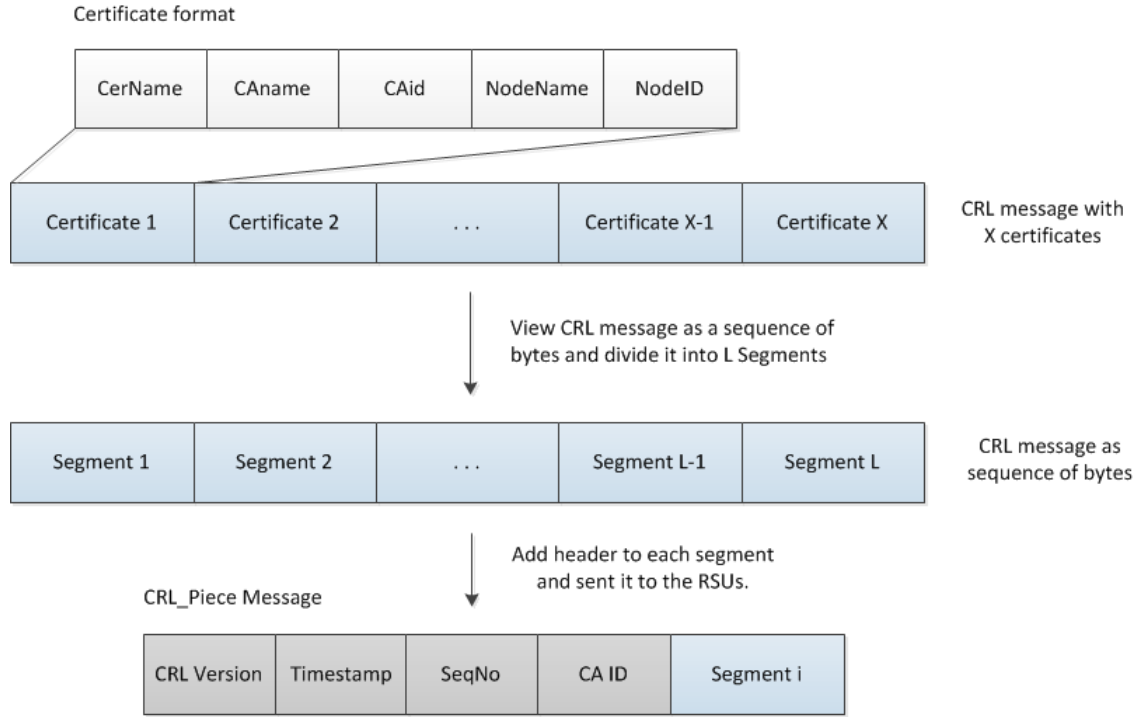 Certificate format
CerName CAname CAid NodeName NodeID
Certificate 1 Certificate 2 . . . Certificate X-1 Certificate X
CRL message with
X certificates
View CRL message as a sequence of
bytes and divide it into L Segments
Segment 1 Segment 2 . . . Segment L-1 Segment L
CRL message as
sequence of bytes
Add header to each segment
and sent it to the RSUs.
CRL_Piece Message
CRL Version Timestamp SeqNo CA ID Segment i